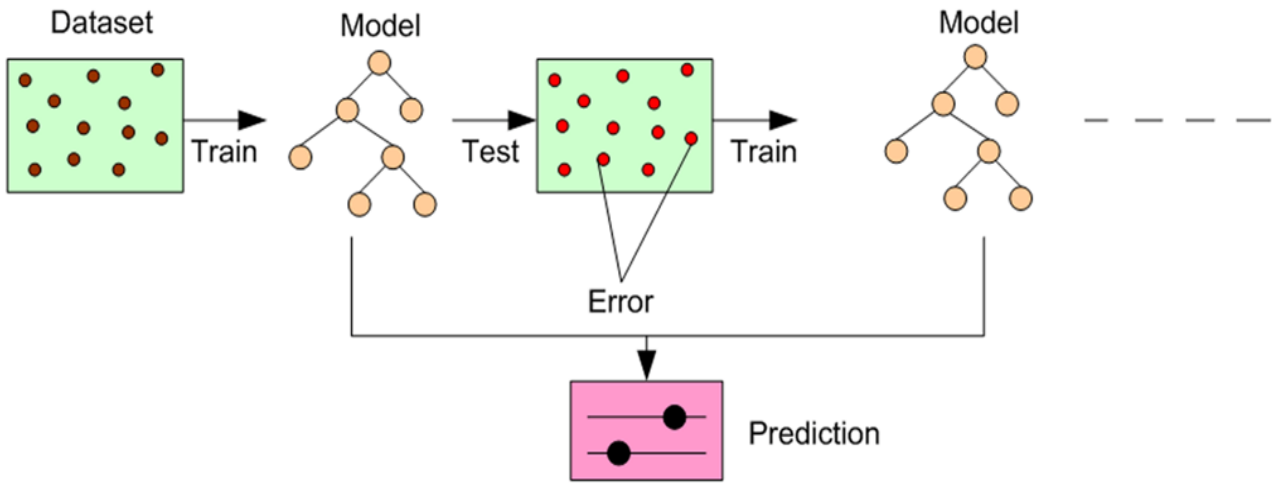 Dataset
Model
Model
Train
Test
Train
Error
Prediction